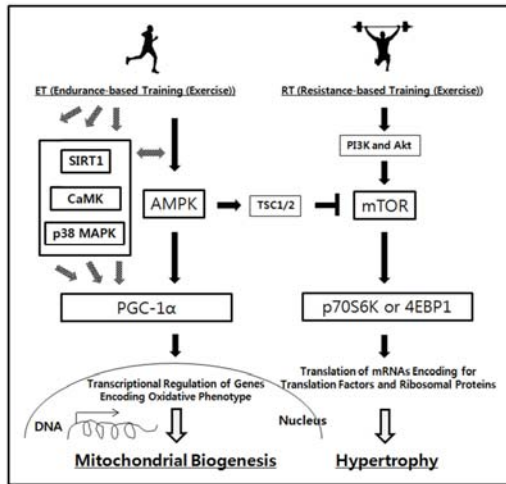 ET (Endurance-based Training (Exercise))
RT (Resistance-based Training (Exercise))
SIRT1
CaMK
p38 MAPK
AMPK
TSC1/2
PI3K and Akt
mTOR
PGC-1α
p70S6K or 4EBP1
Transcriptional Regulation of Genes
Encoding Oxidative Phenotype
Translation of mRNAs Encoding for
Translation Factors and Ribosomal Proteins
DNA
Nucleus
Mitochondrial Biogenesis
Hypertrophy